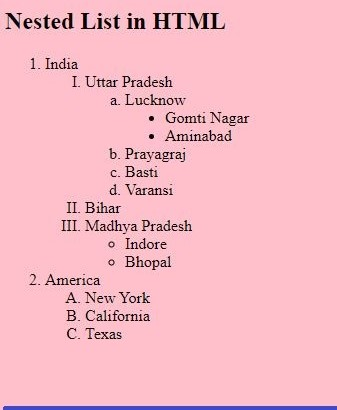 Nested List in HTML
1. India
I. Uttar Pradesh
a. Lucknow
• Gomti Nagar
• Aminabad
b. Prayagraj
c. Basti
d. Varansi
II. Bihar
III. Madhya Pradesh
○ Indore
○ Bhopal
2. America
A. New York
B. California
C. Texas